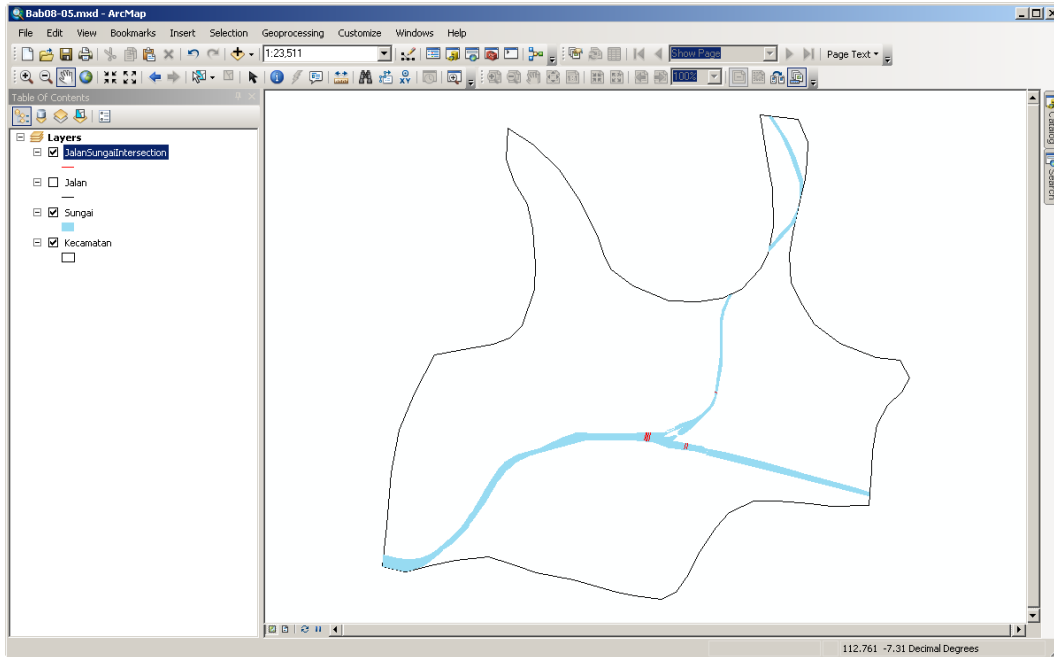 Bab08-05.mxd - ArcMap
File Edit View Bookmarks Insert Selection Geoprocessing Customize Windows Help
1:23,511
Show Page
Page Text
100%
Table Of Contents
Layers
JalanSungaiIntersection
Jalan
Sungai
Kecamatan
Catalog
Search
112.761 -7.31 Decimal Degrees